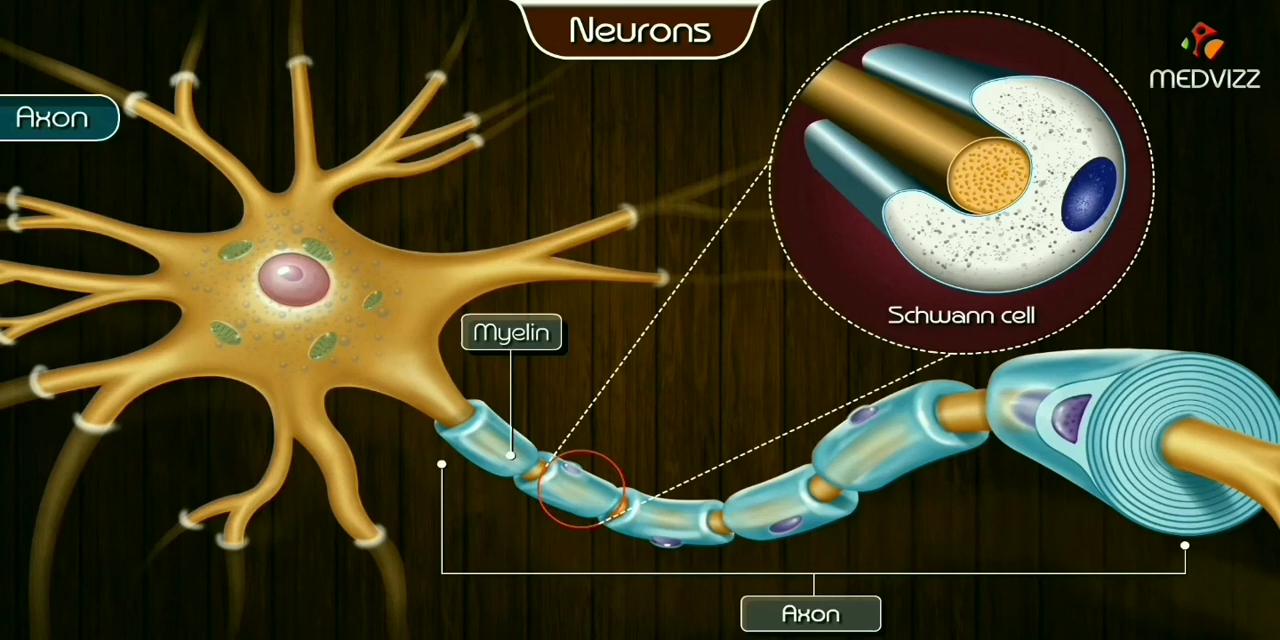 Neurons
MEDVIZZ
Axon
Schwann cell
Myelin
Axon